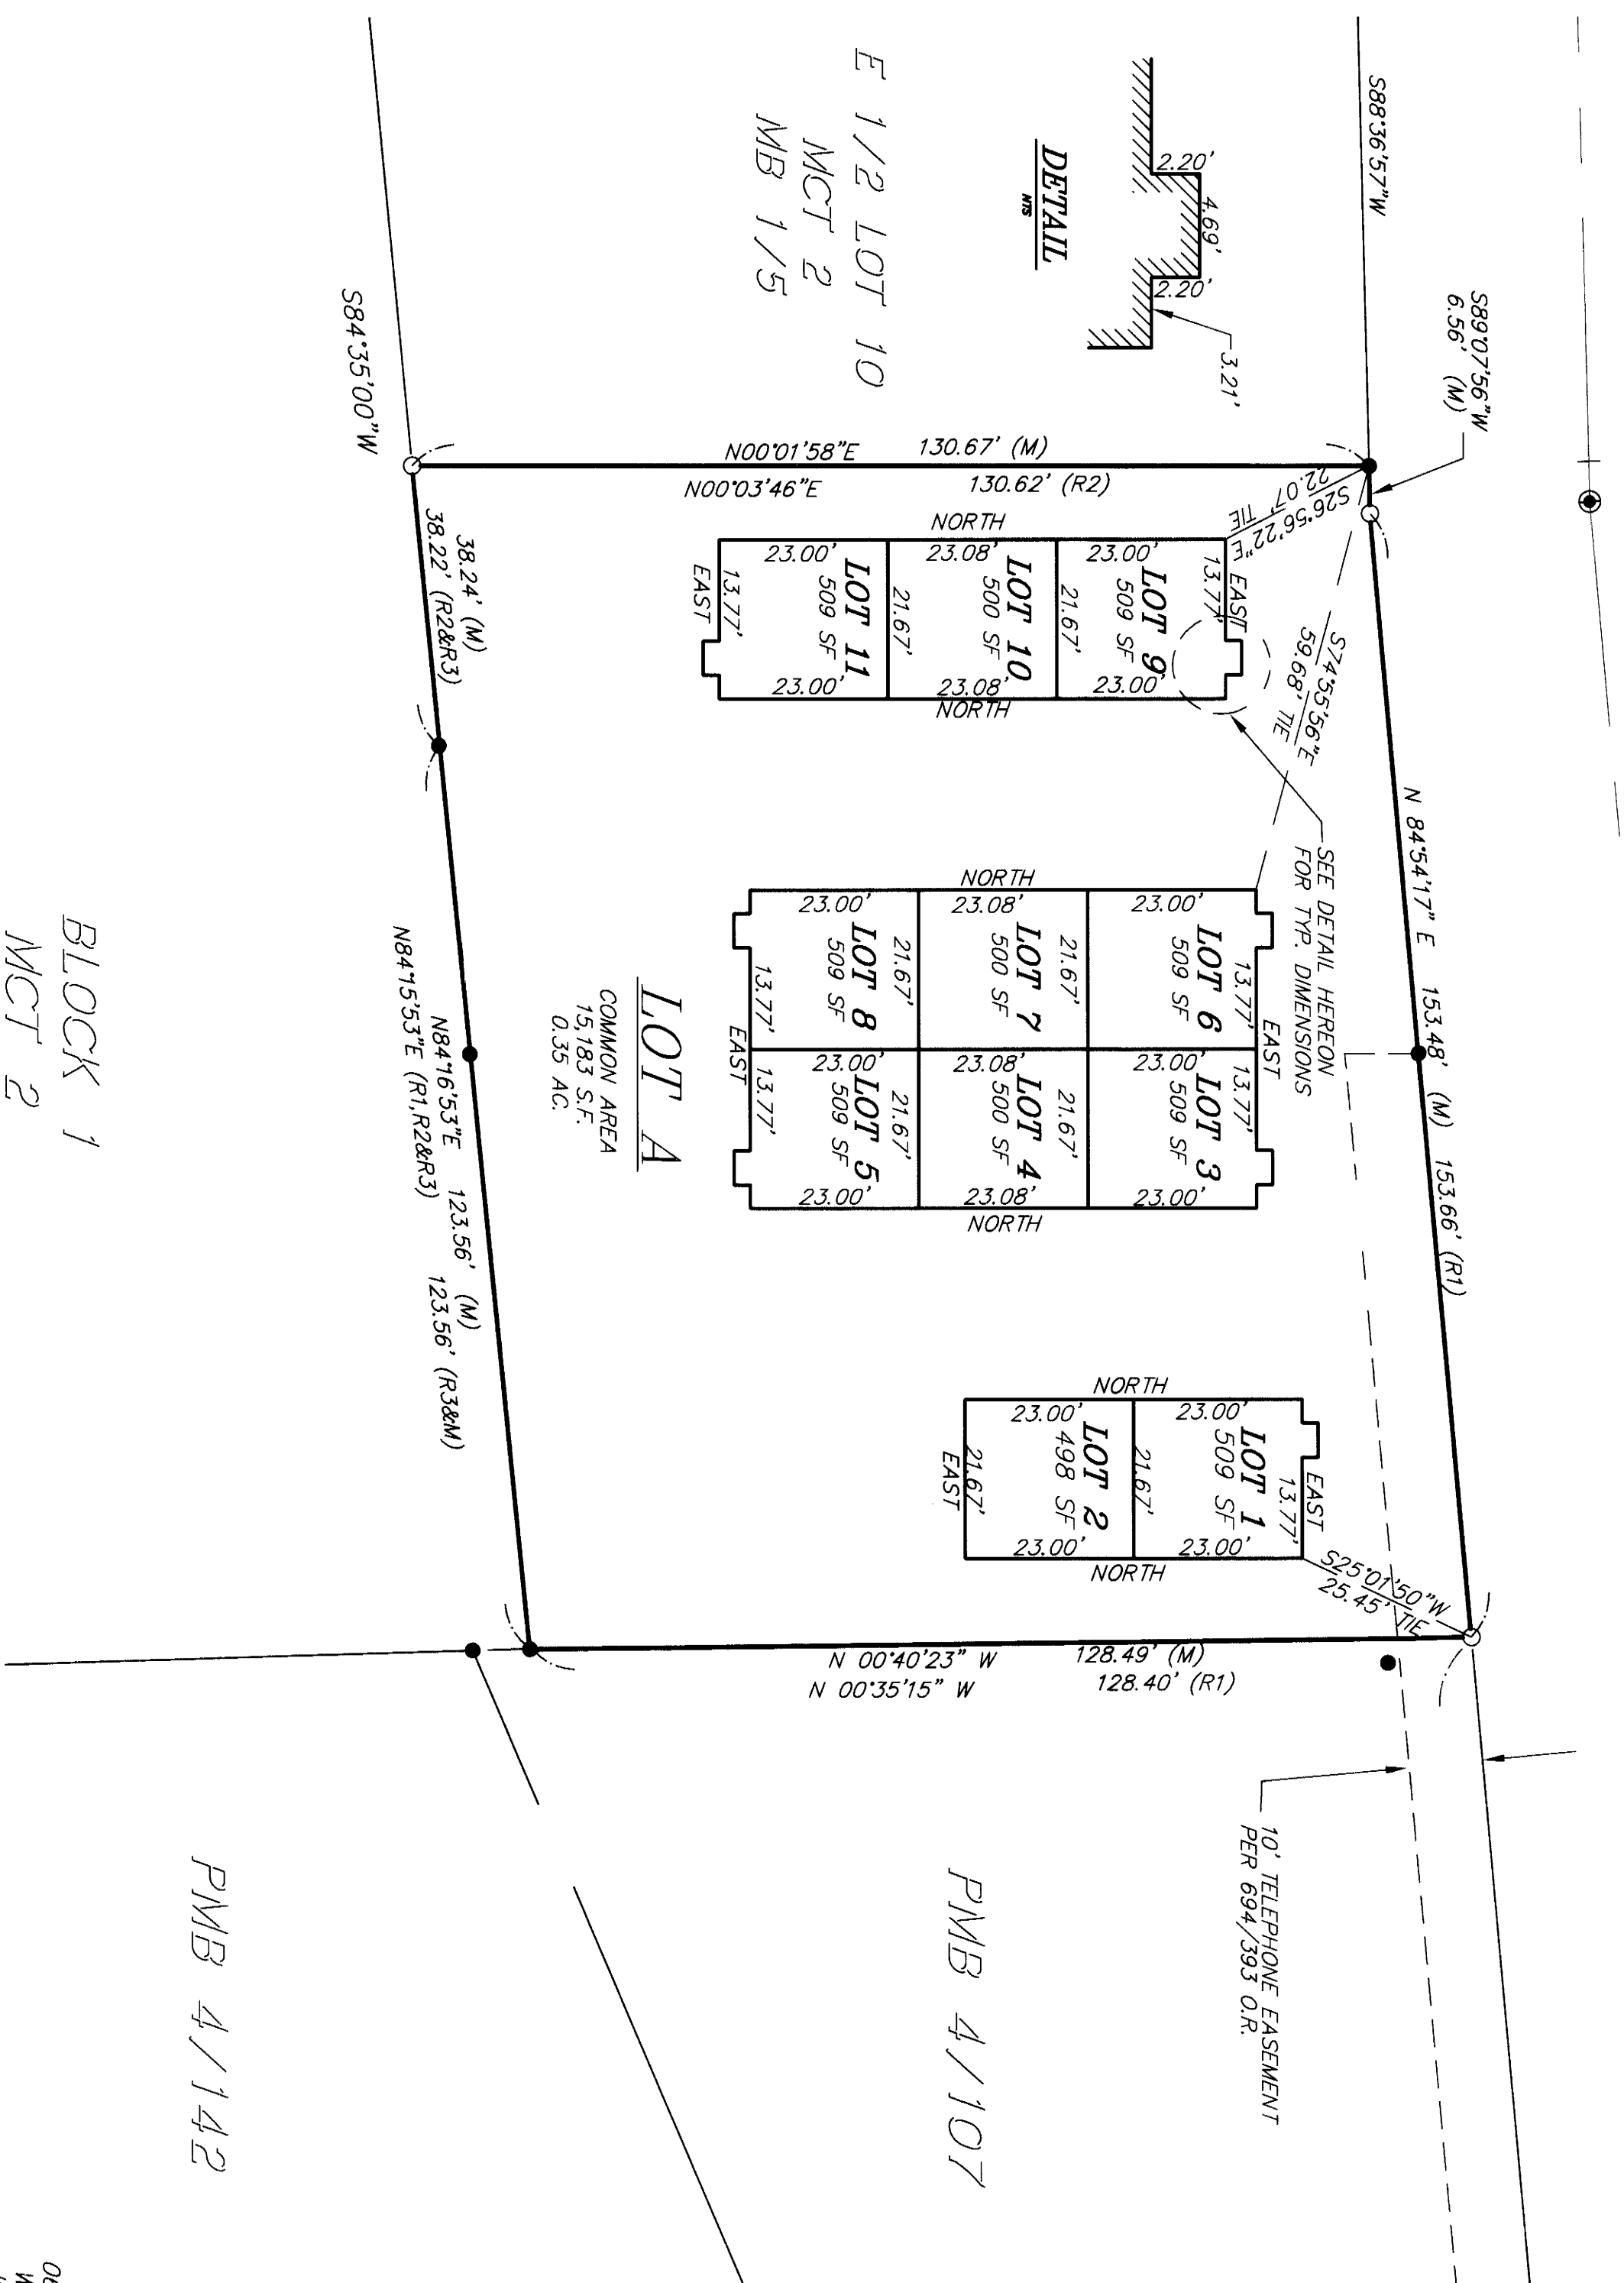 S88°36'57"W
S89°07'56"W
6.56' (M)
2.20'
4.69'
2.20'
3.21'
DETAIL
NTS
E 1/2 LOT 10
MCT 2
MB 1/5
S84°35'00"W
N00°01'58"E 130.67' (M)
N00°03'46"E 130.62' (R2)
S26°56'22"E
22.07' TIE
S74°55'56"E
59.68' TIE
SEE DETAIL HEREON
FOR TYP. DIMENSIONS
N 84°54'17" E 153.48' (M) 153.66' (R1)
NORTH
EAST
13.77'
23.00'
LOT 9
509 SF
23.00'
21.67'
23.08'
LOT 10
500 SF
23.08'
21.67'
23.00'
LOT 11
509 SF
23.00'
13.77'
EAST
NORTH
NORTH
EAST
13.77'
23.00'
LOT 6
509 SF
21.67'
23.08'
LOT 7
500 SF
21.67'
23.00'
LOT 8
509 SF
13.77'
EAST
13.77'
23.00'
LOT 3
509 SF
23.00'
21.67'
23.08'
LOT 4
500 SF
23.08'
21.67'
23.00'
LOT 5
509 SF
23.00'
13.77'
NORTH
NORTH
EAST
13.77'
23.00'
LOT 1
509 SF
23.00'
21.67'
23.00'
LOT 2
498 SF
23.00'
21.67'
EAST
NORTH
S25°01'50"W
25.45' TIE
LOT A
COMMON AREA
15,183 S.F.
0.35 AC.
38.24' (M)
38.22' (R2&R3)
N84°16'53"E 123.56' (M) 123.56' (R3&M)
N84°15'53"E (R1,R2&R3)
N 00°40'23" W 128.49' (M)
N 00°35'15" W 128.40' (R1)
10' TELEPHONE EASEMENT
PER 694/393 O.R.
PMB 4/107
PMB 4/142
BLOCK 1
MCT 2